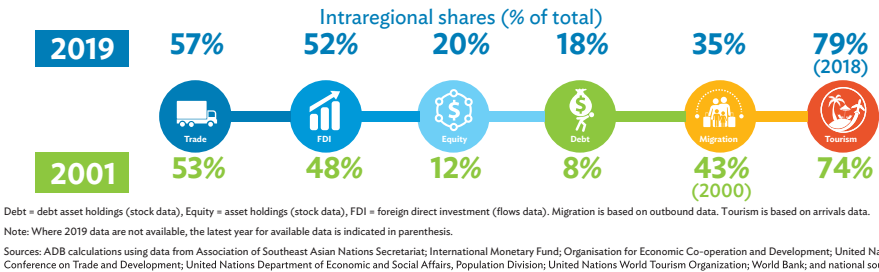 Intraregional shares (% of total)
2019 57% 52% 20% 18% 35% 79%
(2018)
Trade FDI Equity Debt Migration Tourism
2001 53% 48% 12% 8% 43% 74%
(2000)
Debt = debt asset holdings (stock data), Equity = asset holdings (stock data), FDI = foreign direct investment (flows data). Migration is based on outbound data. Tourism is based on arrivals data.
Note: Where 2019 data are not available, the latest year for available data is indicated in parenthesis.
Sources: ADB calculations using data from Association of Southeast Asian Nations Secretariat; International Monetary Fund; Organisation for Economic Co-operation and Development; United
Conference on Trade and Development; United Nations Department of Economic and Social Affairs, Population Division; United Nations World Tourism Organization; World Bank; and national